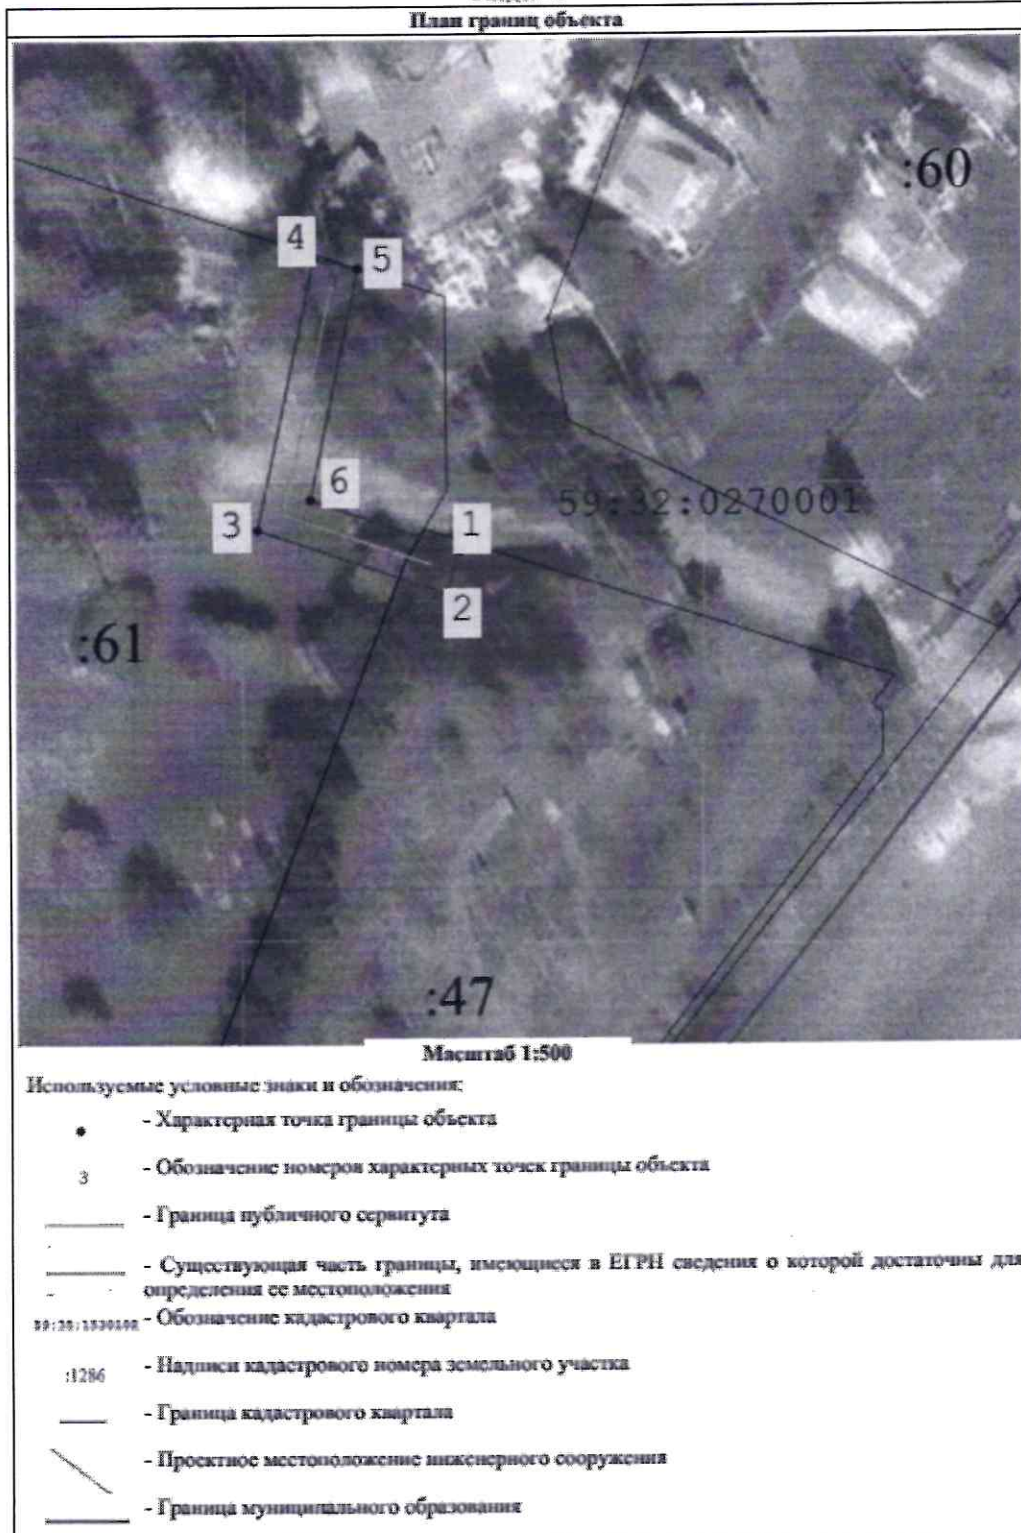 План границ объекта
:60
4
5
6
59:32:0270001
3
1
2
:61
:47
Масштаб 1:500
Используемые условные знаки и обозначения:
- Характерная точка границы объекта
3 - Обозначение номеров характерных точек границы объекта
- Граница публичного сервитута
- Существующая часть границы, имеющиеся в ЕГРН сведения о которой достаточны для
определения ее местоположения
- Обозначение кадастрового квартала
:1286 - Надписи кадастрового номера земельного участка
- Граница кадастрового квартала
- Проектное местоположение инженерного сооружения
- Граница муниципального образования